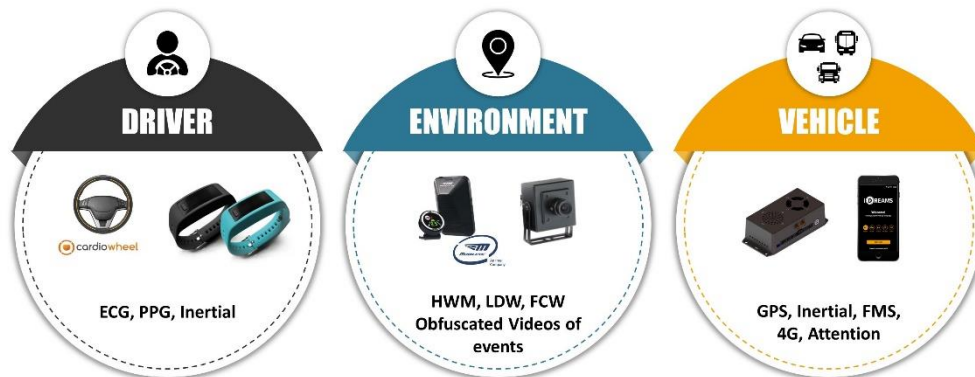 DRIVER
cardiowheel
ECG, PPG, Inertial
ENVIRONMENT
HWM, LDW, FCW
Obfuscated Videos of
events
VEHICLE
DREAMS
GPS, Inertial, FMS,
4G, Attention